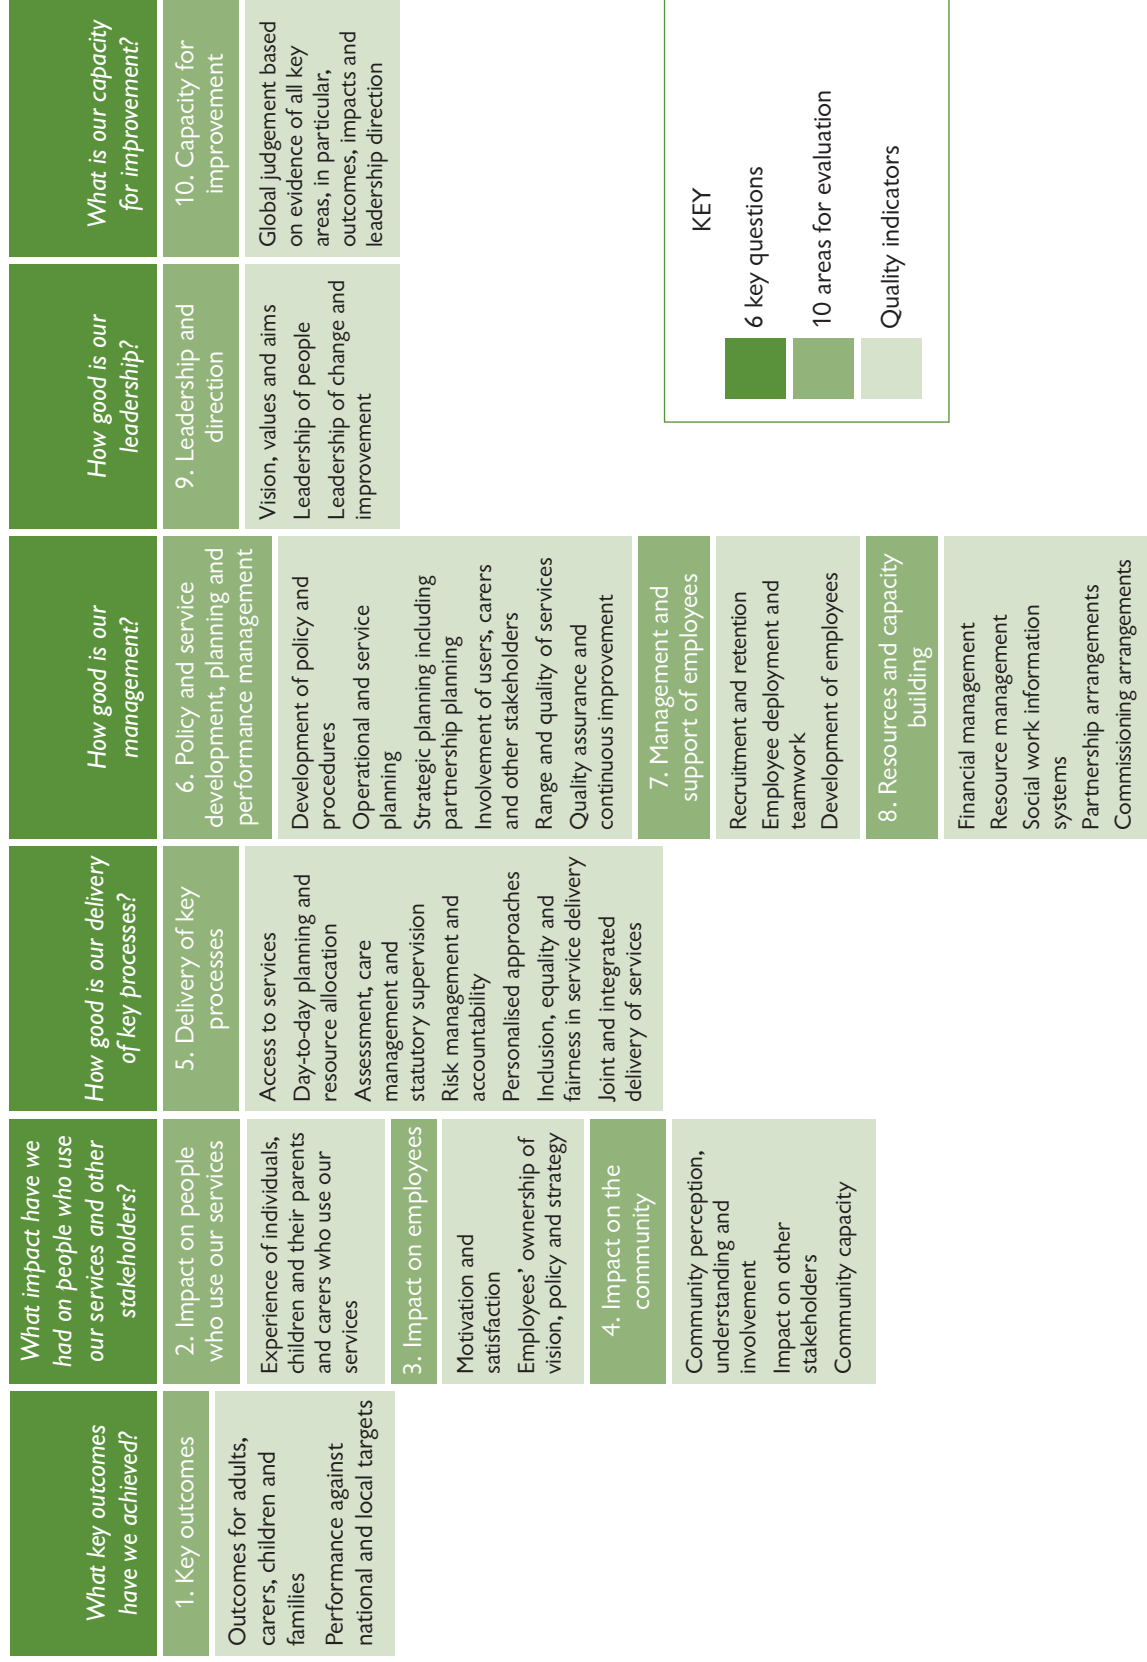 What key outcomes
have we achieved?
1. Key outcomes
Outcomes for adults,
carers, children and
families
Performance against
national and local targets
What impact have we
had on people who use
our services and other
stakeholders?
2. Impact on people
who use our services
Experience of individuals,
children and their parents
and carers who use our
services
3. Impact on employees
Motivation and
satisfaction
Employees’ ownership of
vision, policy and strategy
4. Impact on the
community
Community perception,
understanding and
involvement
Impact on other
stakeholders
Community capacity
How good is our delivery
of key processes?
5. Delivery of key
processes
Access to services
Day-to-day planning and
resource allocation
Assessment, care
management and
statutory supervision
Risk management and
accountability
Personalised approaches
Inclusion, equality and
fairness in service delivery
Joint and integrated
delivery of services
How good is our
management?
6. Policy and service
development, planning and
performance management
Development of policy and
procedures
Operational and service
planning
Strategic planning including
partnership planning
Involvement of users, carers
and other stakeholders
Range and quality of services
Quality assurance and
continuous improvement
7. Management and
support of employees
Recruitment and retention
Employee deployment and
teamwork
Development of employees
8. Resources and capacity
building
Financial management
Resource management
Social work information
systems
Partnership arrangements
Commissioning arrangements
How good is our
leadership?
9. Leadership and
direction
Vision, values and aims
Leadership of people
Leadership of change and
improvement
What is our capacity
for improvement?
10. Capacity for
improvement
Global judgement based
on evidence of all key
areas, in particular,
outcomes, impacts and
leadership direction
KEY
6 key questions
10 areas for evaluation
Quality indicators